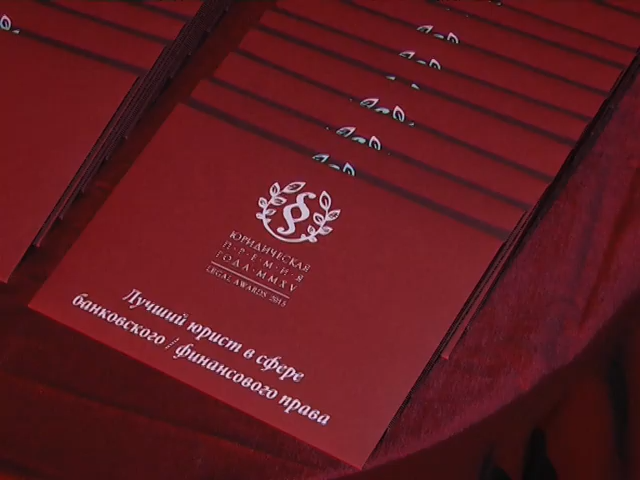 ЮРИДИЧЕСКАЯ
П·Р·Е·М·И·Я
ГОДА·MMXV
LEGAL AWARDS 2015
Лучший юрист в сфере
банковского / финансового права